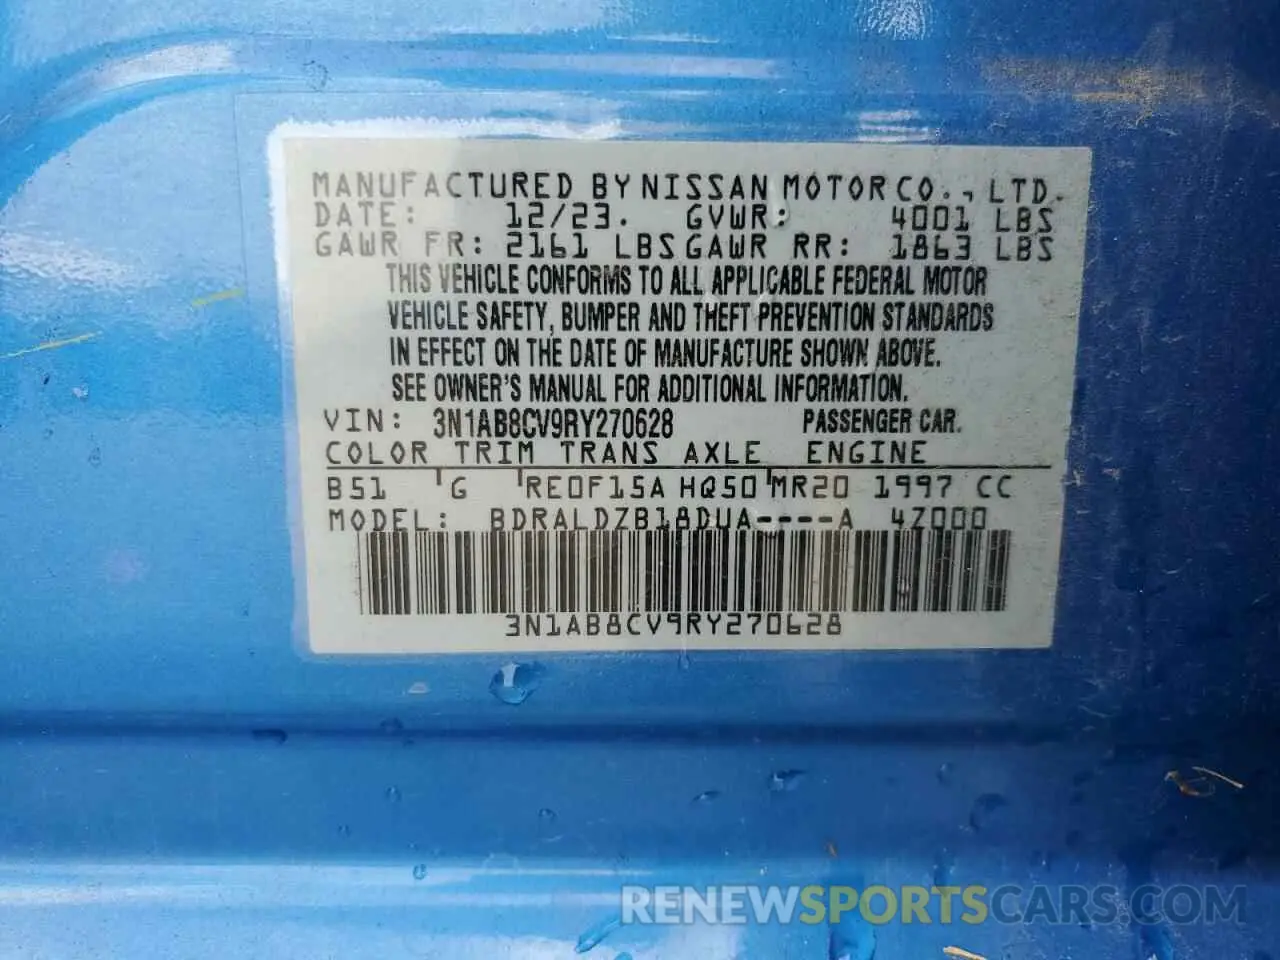 MANUFACTURED BY NISSAN MOTOR CO., LTD.
DATE: 12/23. GVWR: 4001 LBS
GAWR FR: 2161 LBS GAWR RR: 1863 LBS
THIS VEHICLE CONFORMS TO ALL APPLICABLE FEDERAL MOTOR
VEHICLE SAFETY, BUMPER AND THEFT PREVENTION STANDARDS
IN EFFECT ON THE DATE OF MANUFACTURE SHOWN ABOVE.
SEE OWNER'S MANUAL FOR ADDITIONAL INFORMATION.
VIN: 3N1AB8CV9RY270628 PASSENGER CAR.
COLOR TRIM TRANS AXLE ENGINE
B51 G RE0F15A HQ50 MR20 1997 CC
MODEL: BDRALDZB18DUA----A 4Z000
3N1AB8CV9RY270628
RENEWSPORTSCARS.COM